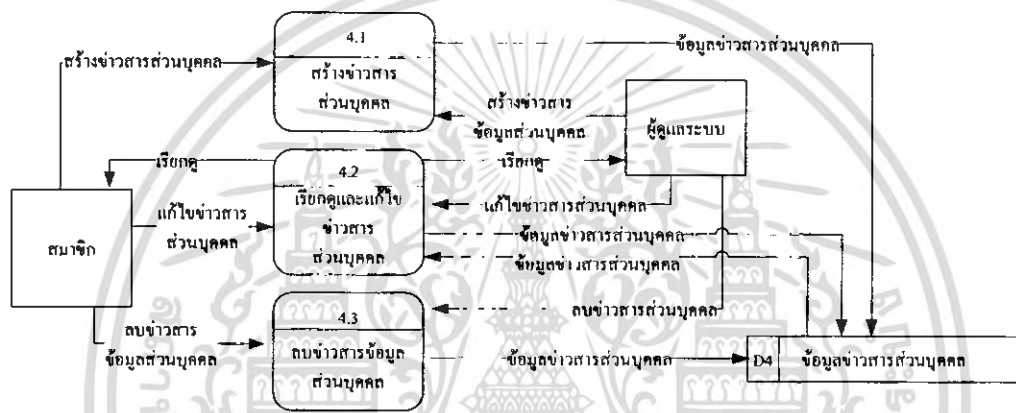 4.1
ข้อมูลข่าวสารส่วนบุคคล
สร้างข่าวสารส่วนบุคคล
สร้างข่าวสาร
ส่วนบุคคล
สร้างข่าวสาร
ข้อมูลส่วนบุคคล
ผู้ดูแลระบบ
เรียกดู
4.2
เรียกดู
เรียกดูและแก้ไข
ข่าวสาร
ส่วนบุคคล
แก้ไขข่าวสาร
ส่วนบุคคล
แก้ไขข่าวสารส่วนบุคคล
สมาชิก
ข้อมูลข่าวสารส่วนบุคคล
ข้อมูลข่าวสารส่วนบุคคล
4.3
ลบข่าวสารส่วนบุคคล
ลบข่าวสาร
ข้อมูลส่วนบุคคล
ลบข่าวสารข้อมูล
ส่วนบุคคล
ข้อมูลข่าวสารส่วนบุคคล
D4
ข้อมูลข่าวสารส่วนบุคคล